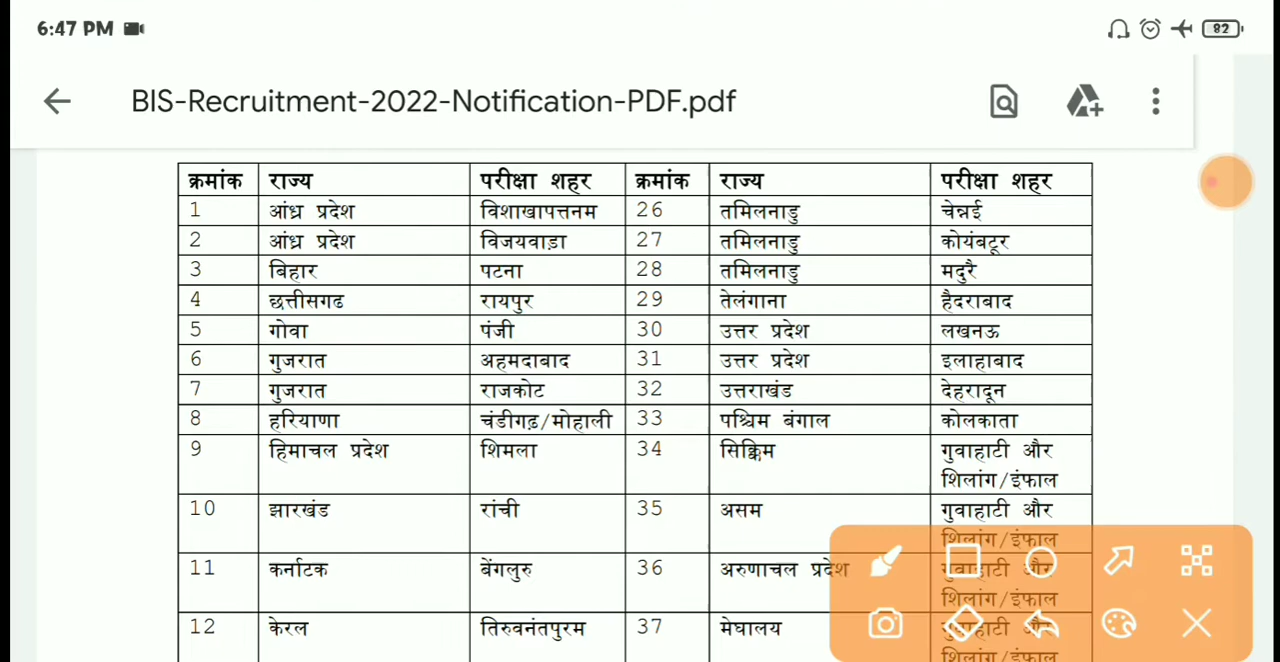 6:47 PM
82
BIS-Recruitment-2022-Notification-PDF.pdf
क्रमांक राज्य परीक्षा शहर क्रमांक राज्य परीक्षा शहर
1 आंध्र प्रदेश विशाखापत्तनम 26 तमिलनाडु चेन्नई
2 आंध्र प्रदेश विजयवाड़ा 27 तमिलनाडु कोयंबटूर
3 बिहार पटना 28 तमिलनाडु मदुरै
4 छत्तीसगढ रायपुर 29 तेलंगाना हैदराबाद
5 गोवा पंजी 30 उत्तर प्रदेश लखनऊ
6 गुजरात अहमदाबाद 31 उत्तर प्रदेश इलाहाबाद
7 गुजरात राजकोट 32 उत्तराखंड देहरादून
8 हरियाणा चंडीगढ़/मोहाली 33 पश्चिम बंगाल कोलकाता
9 हिमाचल प्रदेश शिमला 34 सिक्किम गुवाहाटी और
शिलांग/इंफाल
10 झारखंड रांची 35 असम गुवाहाटी और
शिलांग/इंफाल
11 कर्नाटक बेंगलुरु 36 अरुणाचल प्रदेश गुवाहाटी और
शिलांग/इंफाल
12 केरल तिरुवनंतपुरम 37 मेघालय गुवाहाटी और
शिलांग/इंफाल